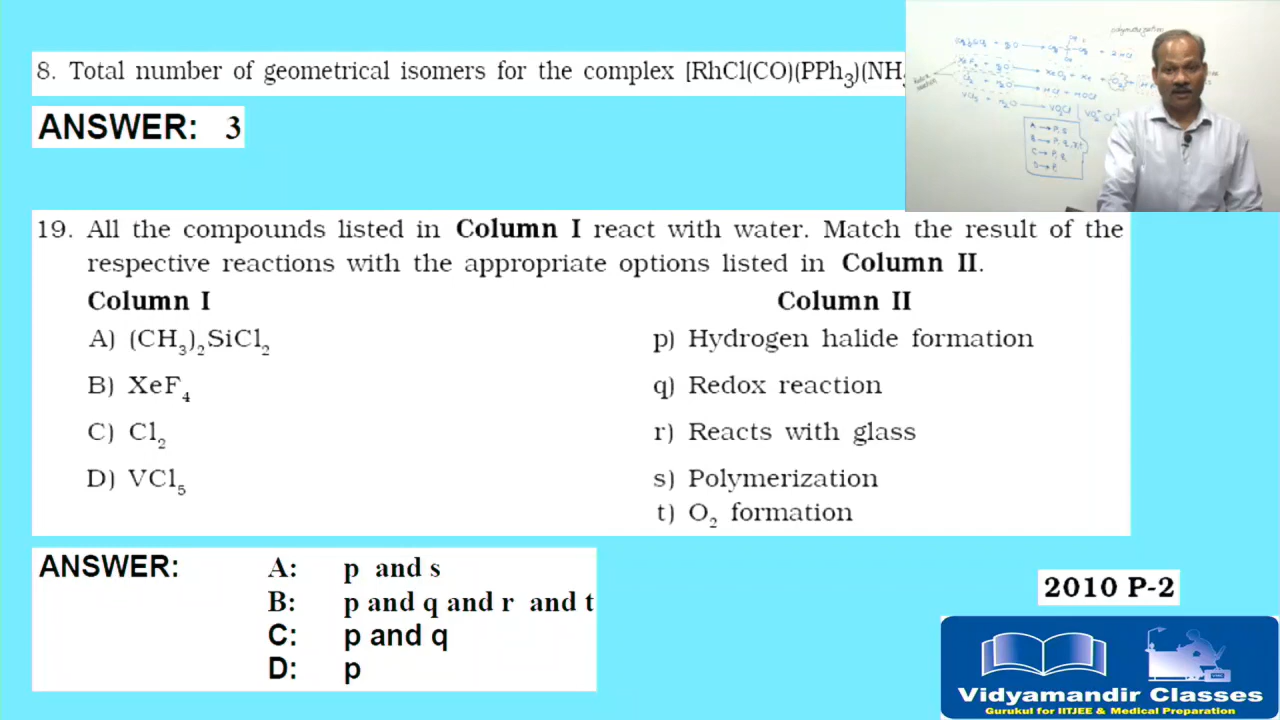 8. Total number of geometrical isomers for the complex [RhCl(CO)(PPh₃)(NH
ANSWER: 3
19. All the compounds listed in Column I react with water. Match the result of the
respective reactions with the appropriate options listed in Column II.
Column I Column II
A) (CH₃)₂SiCl₂ p) Hydrogen halide formation
B) XeF₄ q) Redox reaction
C) Cl₂ r) Reacts with glass
D) VCl₅ s) Polymerization
t) O₂ formation
ANSWER: A: p and s
B: p and q and r and t
C: p and q
D: p
2010 P-2
Vidyamandir Classes
Gurukul for IITJEE & Medical Preparation